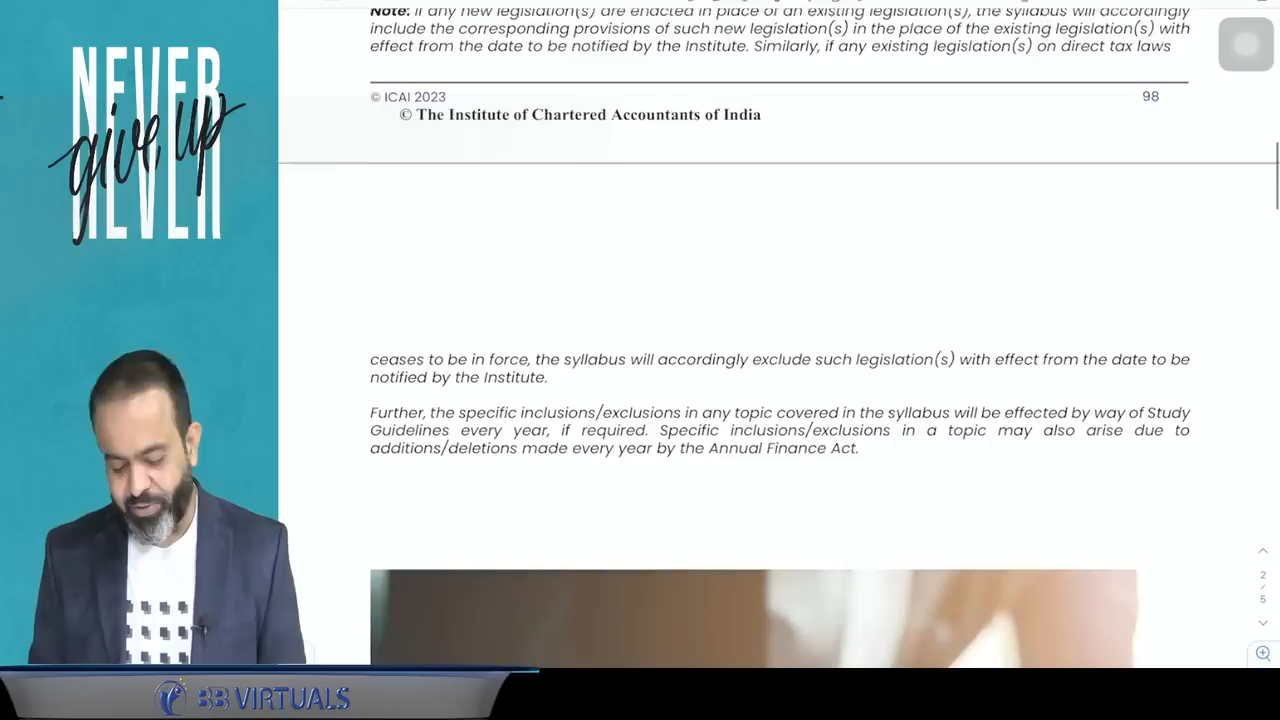 NEVER
give up
NEVER
Note: If any new legislation(s) are enacted in place of an existing legislation(s), the syllabus will accordingly
include the corresponding provisions of such new legislation(s) in the place of the existing legislation(s) with
effect from the date to be notified by the Institute. Similarly, if any existing legislation(s) on direct tax laws
© ICAI 2023
98
© The Institute of Chartered Accountants of India
ceases to be in force, the syllabus will accordingly exclude such legislation(s) with effect from the date to be
notified by the Institute.
Further, the specific inclusions/exclusions in any topic covered in the syllabus will be effected by way of Study
Guidelines every year, if required. Specific inclusions/exclusions in a topic may also arise due to
additions/deletions made every year by the Annual Finance Act.
2
/
5
BB VIRTUALS